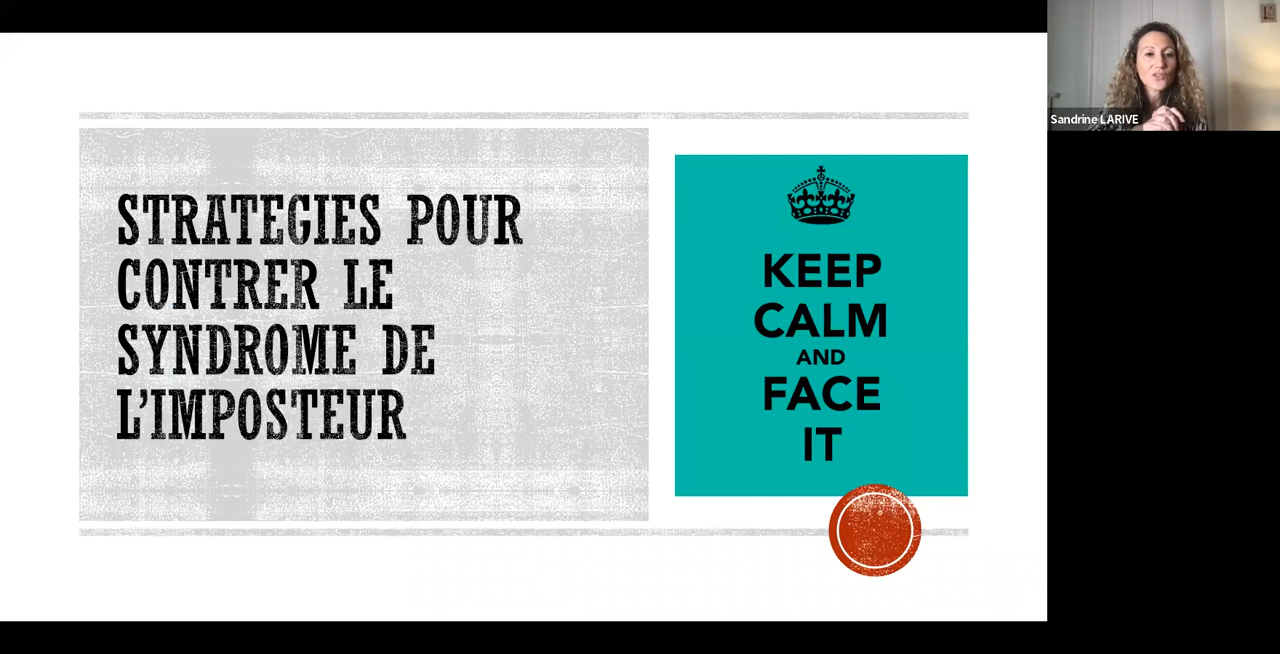 STRATEGIES POUR
CONTRER LE
SYNDROME DE
L'IMPOSTEUR
KEEP
CALM
AND
FACE
IT
Sandrine LARIVE